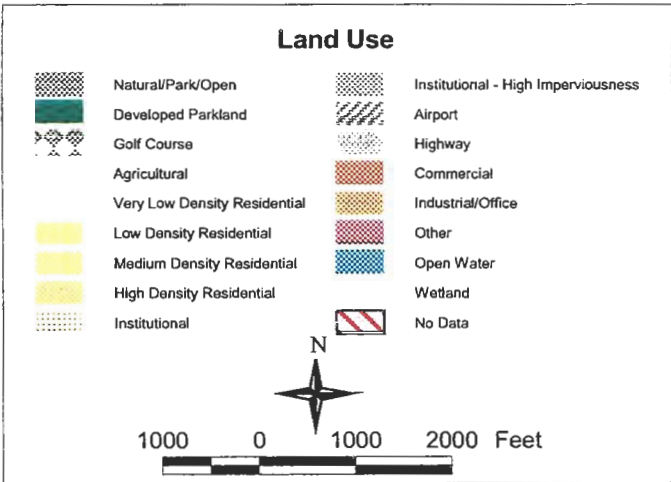 Land Use
Natural/Park/Open
Developed Parkland
Golf Course
Agricultural
Very Low Density Residential
Low Density Residential
Medium Density Residential
High Density Residential
Institutional
Institutional - High Imperviousness
Airport
Highway
Commercial
Industrial/Office
Other
Open Water
Wetland
No Data
N
1000 0 1000 2000 Feet